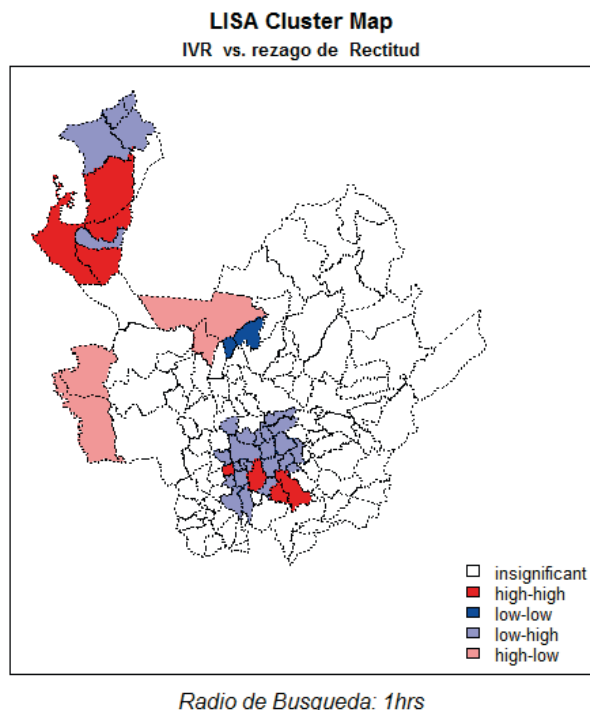 LISA Cluster Map
IVR vs. rezago de Rectitud
insignificant
high-high
low-low
low-high
high-low
Radio de Busqueda: 1hrs